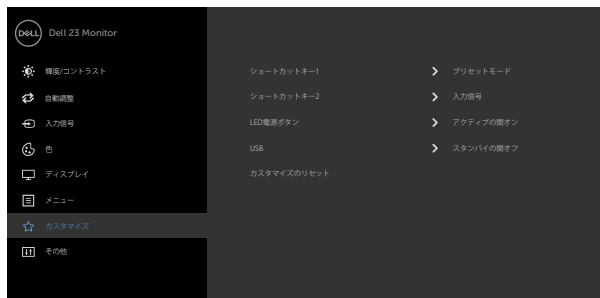 DELL Dell 23 Monitor
輝度/コントラスト
自動調整
入力信号
色
ディスプレイ
メニュー
カスタマイズ
その他
ショートカットキー1 プリセットモード
ショートカットキー2 入力信号
LED電源ボタン アクティブの間オン
USB スタンバイの間オフ
カスタマイズのリセット